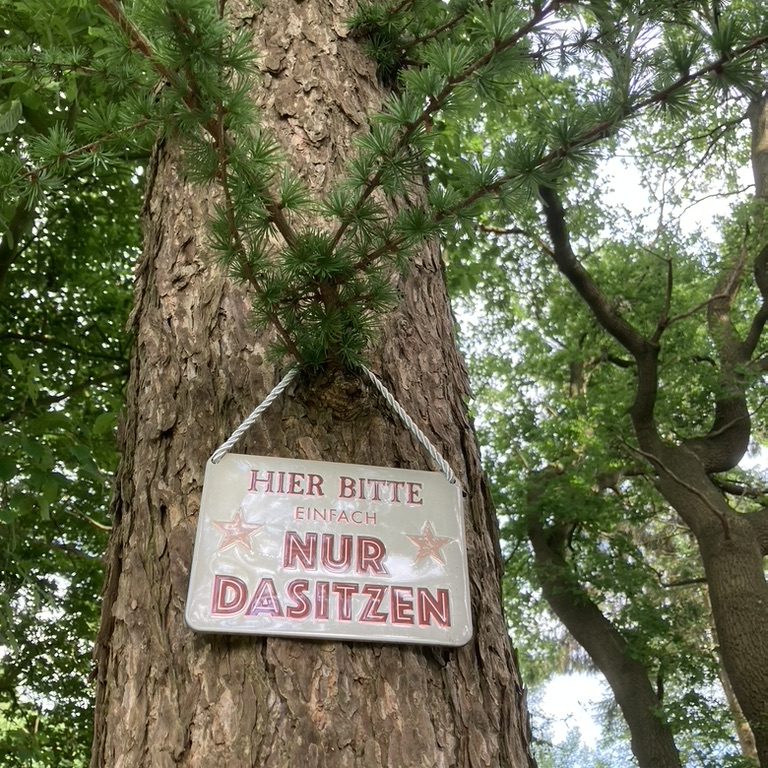 HIER BITTE
EINFACH
NUR
DASITZEN